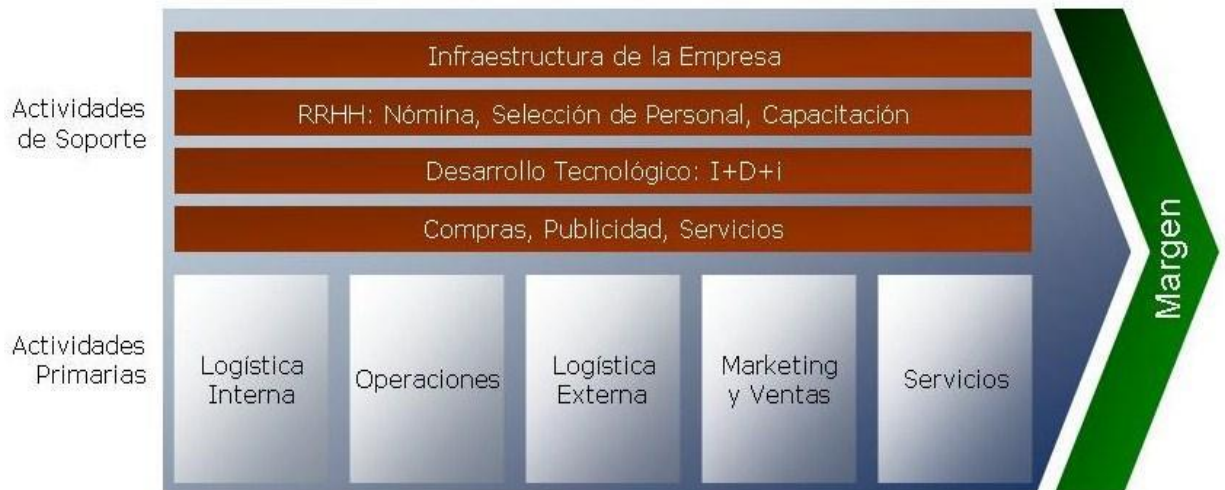 Infraestructura de la Empresa
Actividades
de Soporte
RRHH: Nómina, Selección de Personal, Capacitación
Desarrollo Tecnológico: I+D+i
Compras, Publicidad, Servicios
Actividades
Primarias
Logística
Interna
Operaciones
Logística
Externa
Marketing
y Ventas
Servicios
Margen